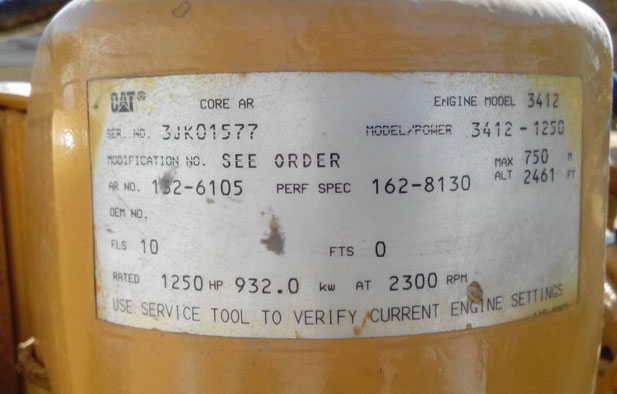 CAT® CORE AR ENGINE MODEL 3412
SER. NO. 3JK01577 MODEL/POWER 3412-1250
MODIFICATION NO. SEE ORDER MAX 750 M
ALT 2461 FT
AR NO. 132-6105 PERF SPEC 162-8130
OEM NO.
FLS 10 FTS 0
RATED 1250 HP 932.0 kw AT 2300 RPM
USE SERVICE TOOL TO VERIFY CURRENT ENGINE SETTINGS